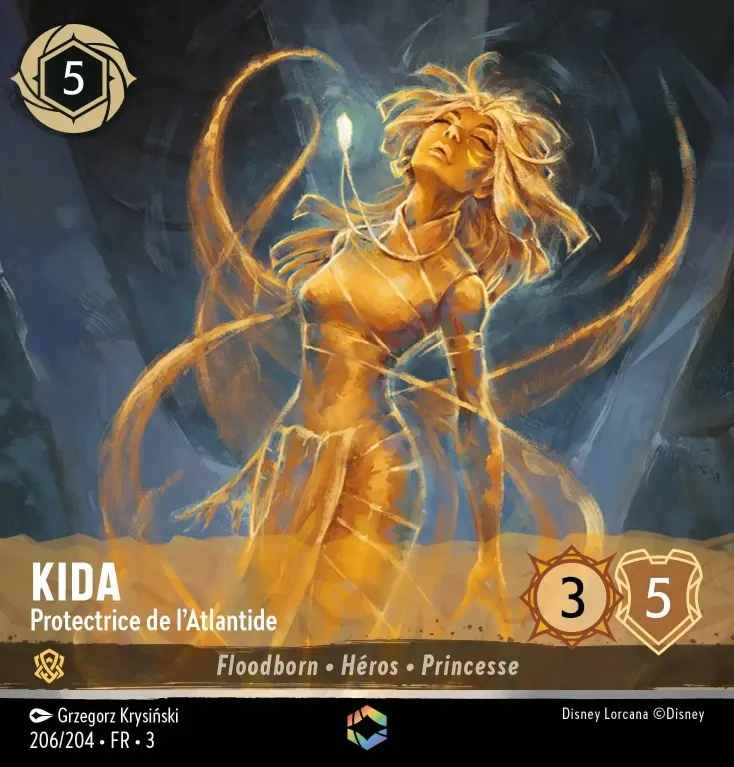 5
KIDA
Protectrice de l'Atlantide
3
5
Floodborn • Héros • Princesse
Grzegorz Krysiński
Disney Lorcana ©Disney
206/204 • FR • 3